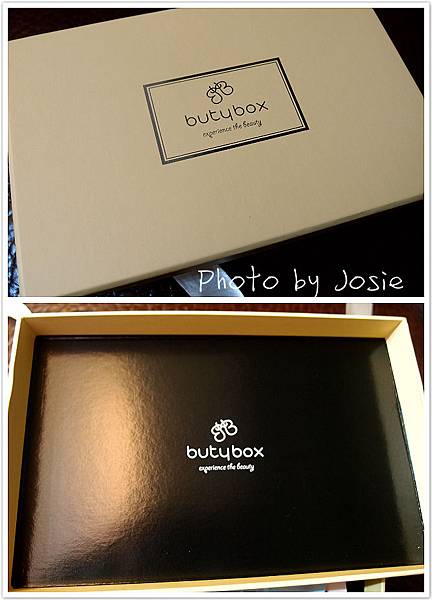 butybox
experience the beauty
Photo by Josie
butybox
experience the beauty